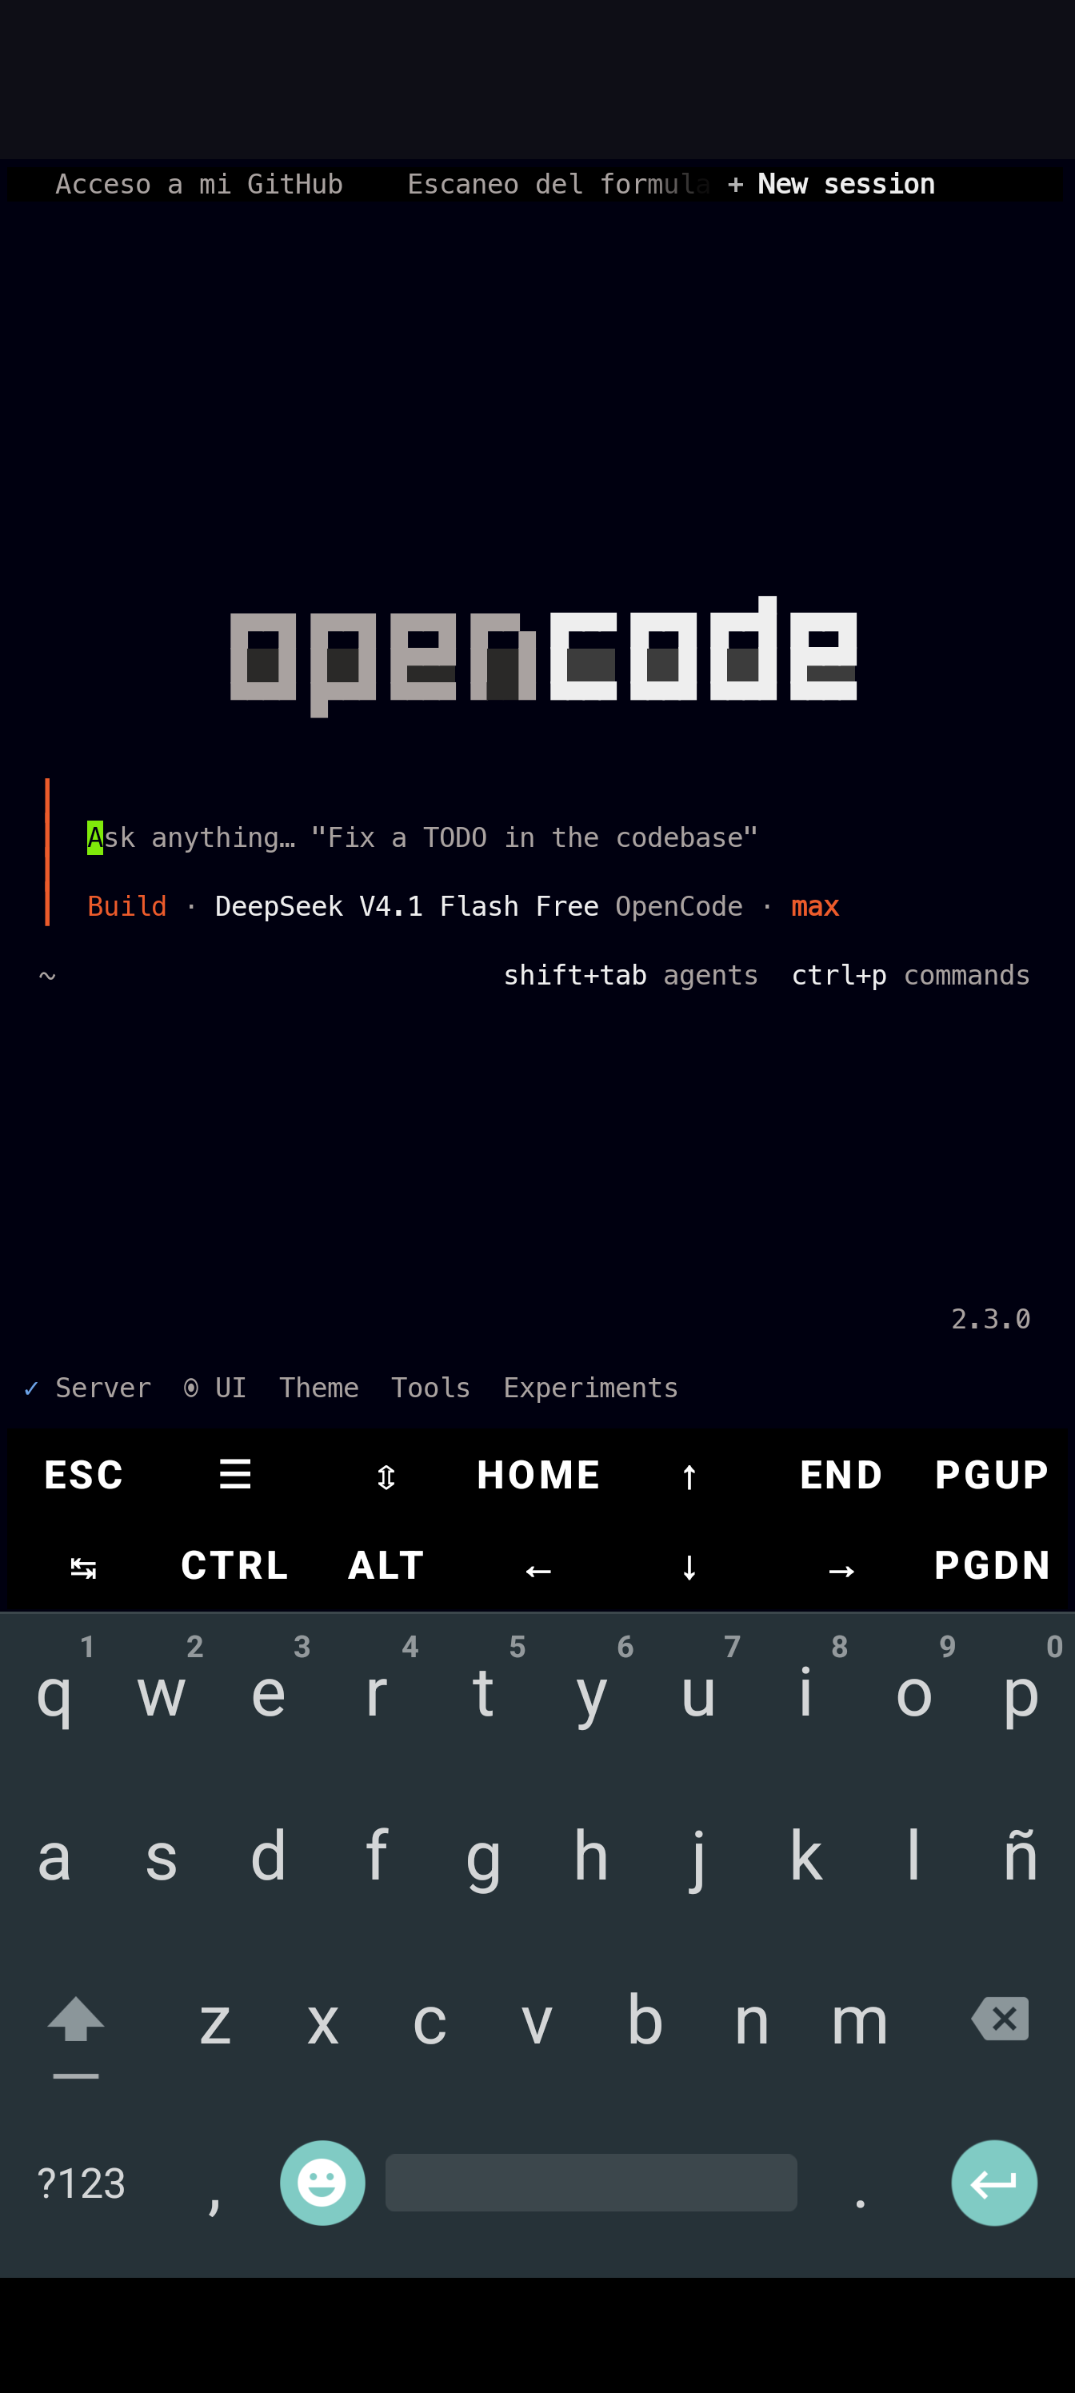 Acceso a mi GitHub Escaneo del formula + New session
opencode
Ask anything… "Fix a TODO in the codebase"
Build · DeepSeek V4.1 Flash Free OpenCode · max
~ shift+tab agents ctrl+p commands
2.3.0
✓ Server ⦿ UI Theme Tools Experiments
ESC ☰ ⇳ HOME ↑ END PGUP
↹ CTRL ALT ← ↓ → PGDN
1 2 3 4 5 6 7 8 9 0
q w e r t y u i o p
a s d f g h j k l ñ
z x c v b n m
?123 , .